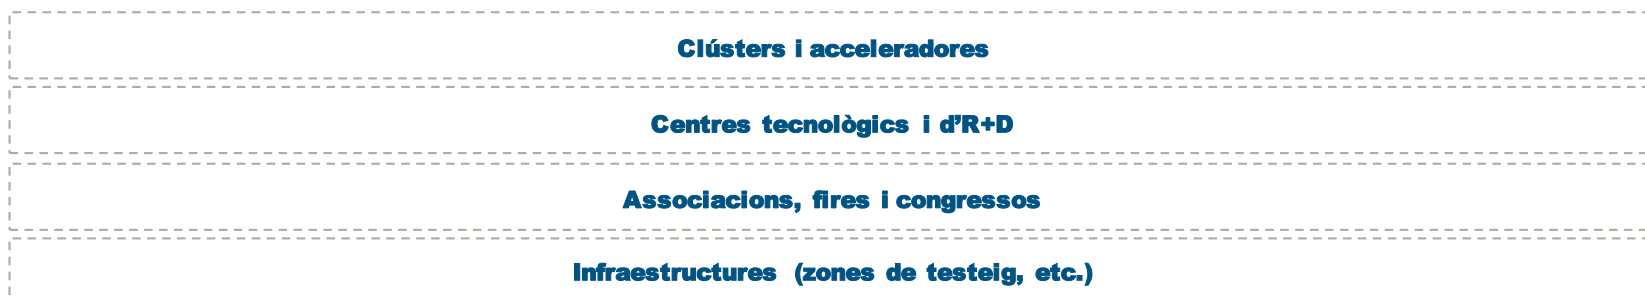 Clústers i acceleradores
Centres tecnològics i d’R+D
Associacions, fires i congressos
Infraestructures (zones de testeig, etc.)